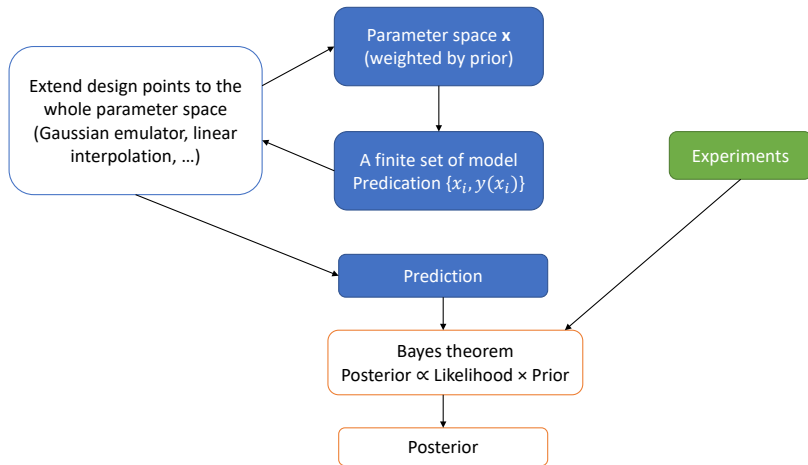 Parameter space x
(weighted by prior)
Extend design points to the
whole parameter space
(Gaussian emulator, linear
interpolation, …)
A finite set of model
Predication {𝑥𝑖, 𝑦(𝑥𝑖)}
Experiments
Prediction
Bayes theorem
Posterior ∝ Likelihood × Prior
Posterior